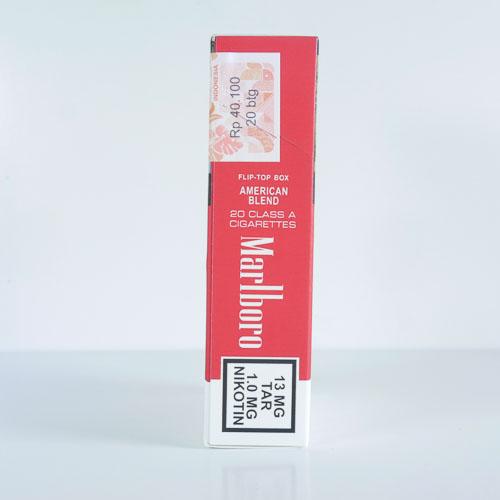 INDONESIA
Rp 40.100
20 btg
FLIP-TOP BOX
AMERICAN
BLEND
20 CLASS A
CIGARETTES
Marlboro
13 MG
TAR
1.0 MG
NIKOTIN